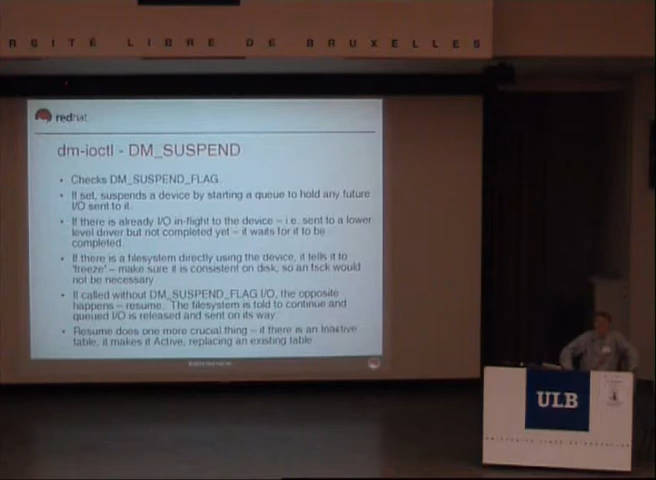 RSITÉ LIBRE DE BRUXELLES
redhat
dm-ioctl - DM_SUSPEND
• Checks DM_SUSPEND_FLAG.
• If set, suspends a device by starting a queue to hold any future
I/O sent to it.
• If there is already I/O in-flight to the device – i.e. sent to a lower
level driver but not completed yet – it waits for it to be
completed.
• If there is a filesystem directly using the device, it tells it to
'freeze' – make sure it is consistent on disk, so an fsck would
not be necessary.
• If called without DM_SUSPEND_FLAG I/O, the opposite
happens – resume. The filesystem is told to continue and
queued I/O is released and sent on its way.
• Resume does one more crucial thing – if there is an Inactive
table, it makes it Active, replacing an existing table.
ULB